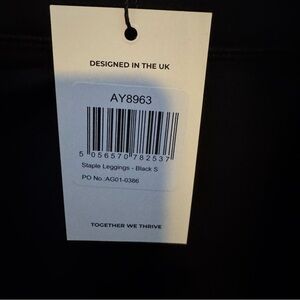 DESIGNED IN THE UK
AY8963
5 056570 782537
Staple Leggings - Black S
PO No.:AG01-0386
TOGETHER WE THRIVE